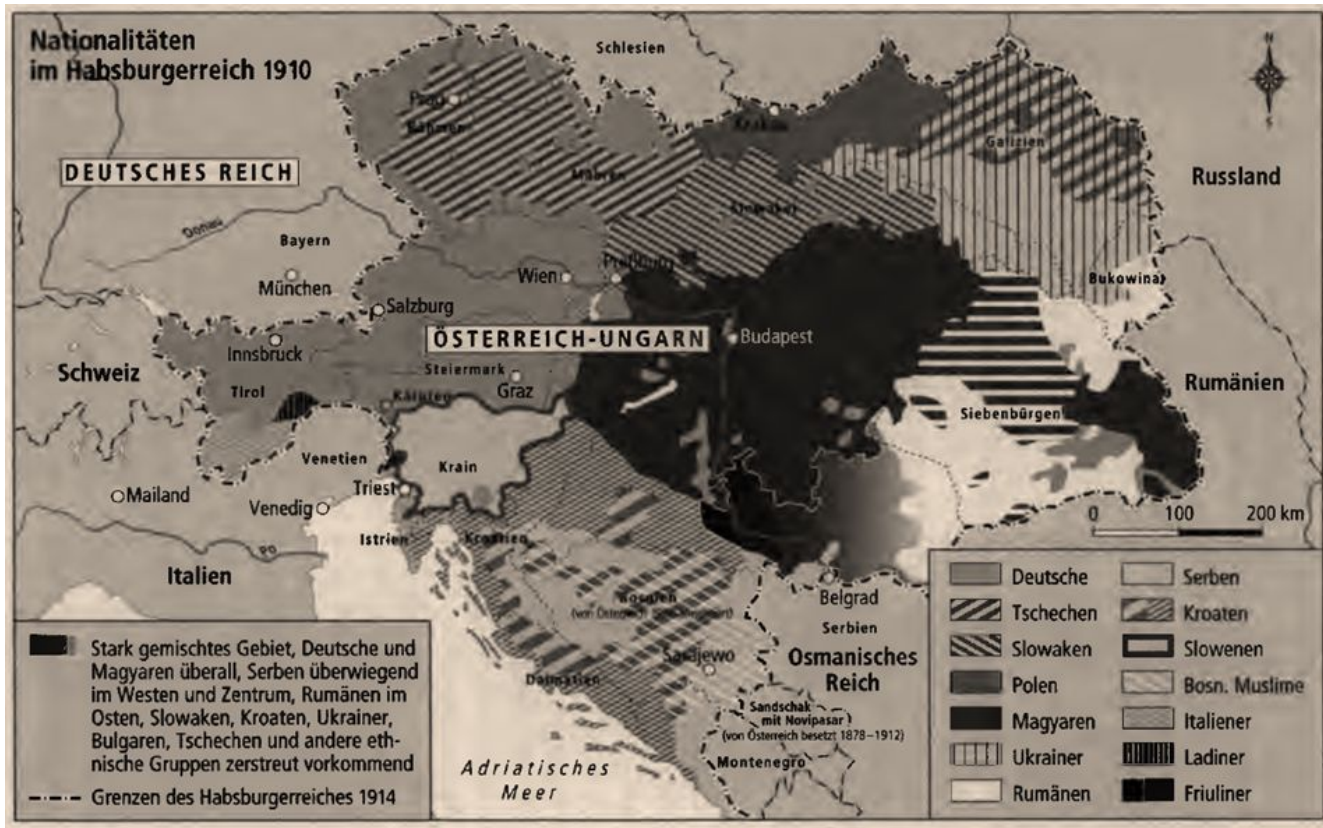 Nationalitäten
im Habsburgerreich 1910
Schlesien
N
S
DEUTSCHES REICH
Prag
Böhmen
Krakau
Galizien
Russland
Mähren
Slowakei
Donau
Bayern
München
Wien
Preßburg
Bukowina
Salzburg
ÖSTERREICH-UNGARN
Budapest
Innsbruck
Schweiz
Steiermark
Graz
Tirol
Kärnten
Rumänien
Siebenbürgen
Venetien
Krain
Triest
Mailand
Venedig
Istrien
Kroatien
Po
Italien
0 100 200 km
Bosnien
(von Österreich
Belgrad
Serbien
Sarajewo
Osmanisches
Reich
Dalmatien
Sandschak
mit Novipasar
(von Österreich besetzt 1878–1912)
Montenegro
Adriatisches
Meer
Stark gemischtes Gebiet, Deutsche und
Magyaren überall, Serben überwiegend
im Westen und Zentrum, Rumänen im
Osten, Slowaken, Kroaten, Ukrainer,
Bulgaren, Tschechen und andere eth-
nische Gruppen zerstreut vorkommend
Grenzen des Habsburgerreiches 1914
Deutsche
Tschechen
Slowaken
Polen
Magyaren
Ukrainer
Rumänen
Serben
Kroaten
Slowenen
Bosn. Muslime
Italiener
Ladiner
Friuliner